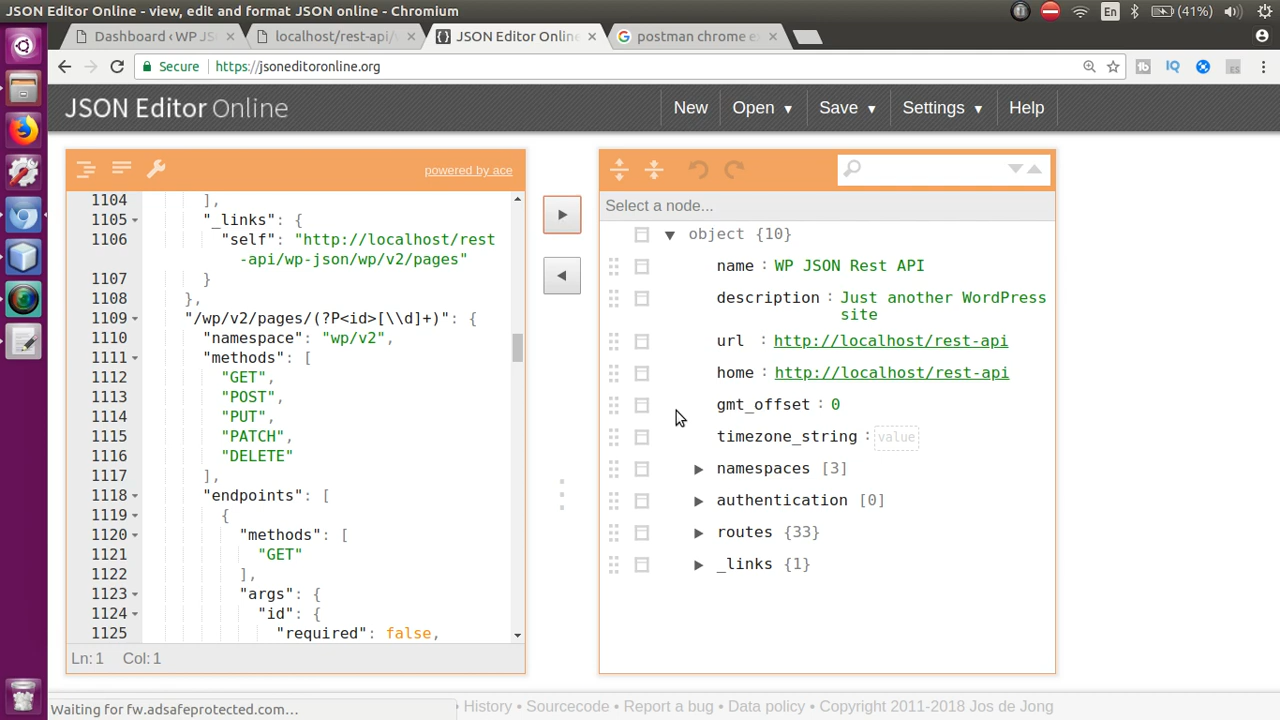 JSON Editor Online - view, edit and format JSON online - Chromium
En
(41%)
Dashboard ‹ WP JS
localhost/rest-api/
JSON Editor Onlin
postman chrome e
Secure
https://jsoneditoronline.org
JSON Editor Online
New
Open
Save
Settings
Help
powered by ace
1104 ],
1105 "_links": {
1106 "self": "http://localhost/rest
-api/wp-json/wp/v2/pages"
1107 }
1108 },
1109 "/wp/v2/pages/(?P<id>[\\d]+)": {
1110 "namespace": "wp/v2",
1111 "methods": [
1112 "GET",
1113 "POST",
1114 "PUT",
1115 "PATCH",
1116 "DELETE"
1117 ],
1118 "endpoints": [
1119 {
1120 "methods": [
1121 "GET"
1122 ],
1123 "args": {
1124 "id": {
1125 "required": false,
Ln: 1 Col: 1
Select a node...
object {10}
name : WP JSON Rest API
description : Just another WordPress
site
url : http://localhost/rest-api
home : http://localhost/rest-api
gmt_offset : 0
timezone_string : value
namespaces [3]
authentication [0]
routes {33}
_links {1}
Waiting for fw.adsafeprotected.com...
• History • Sourcecode • Report a bug • Data policy • Copyright 2011-2018 Jos de Jong